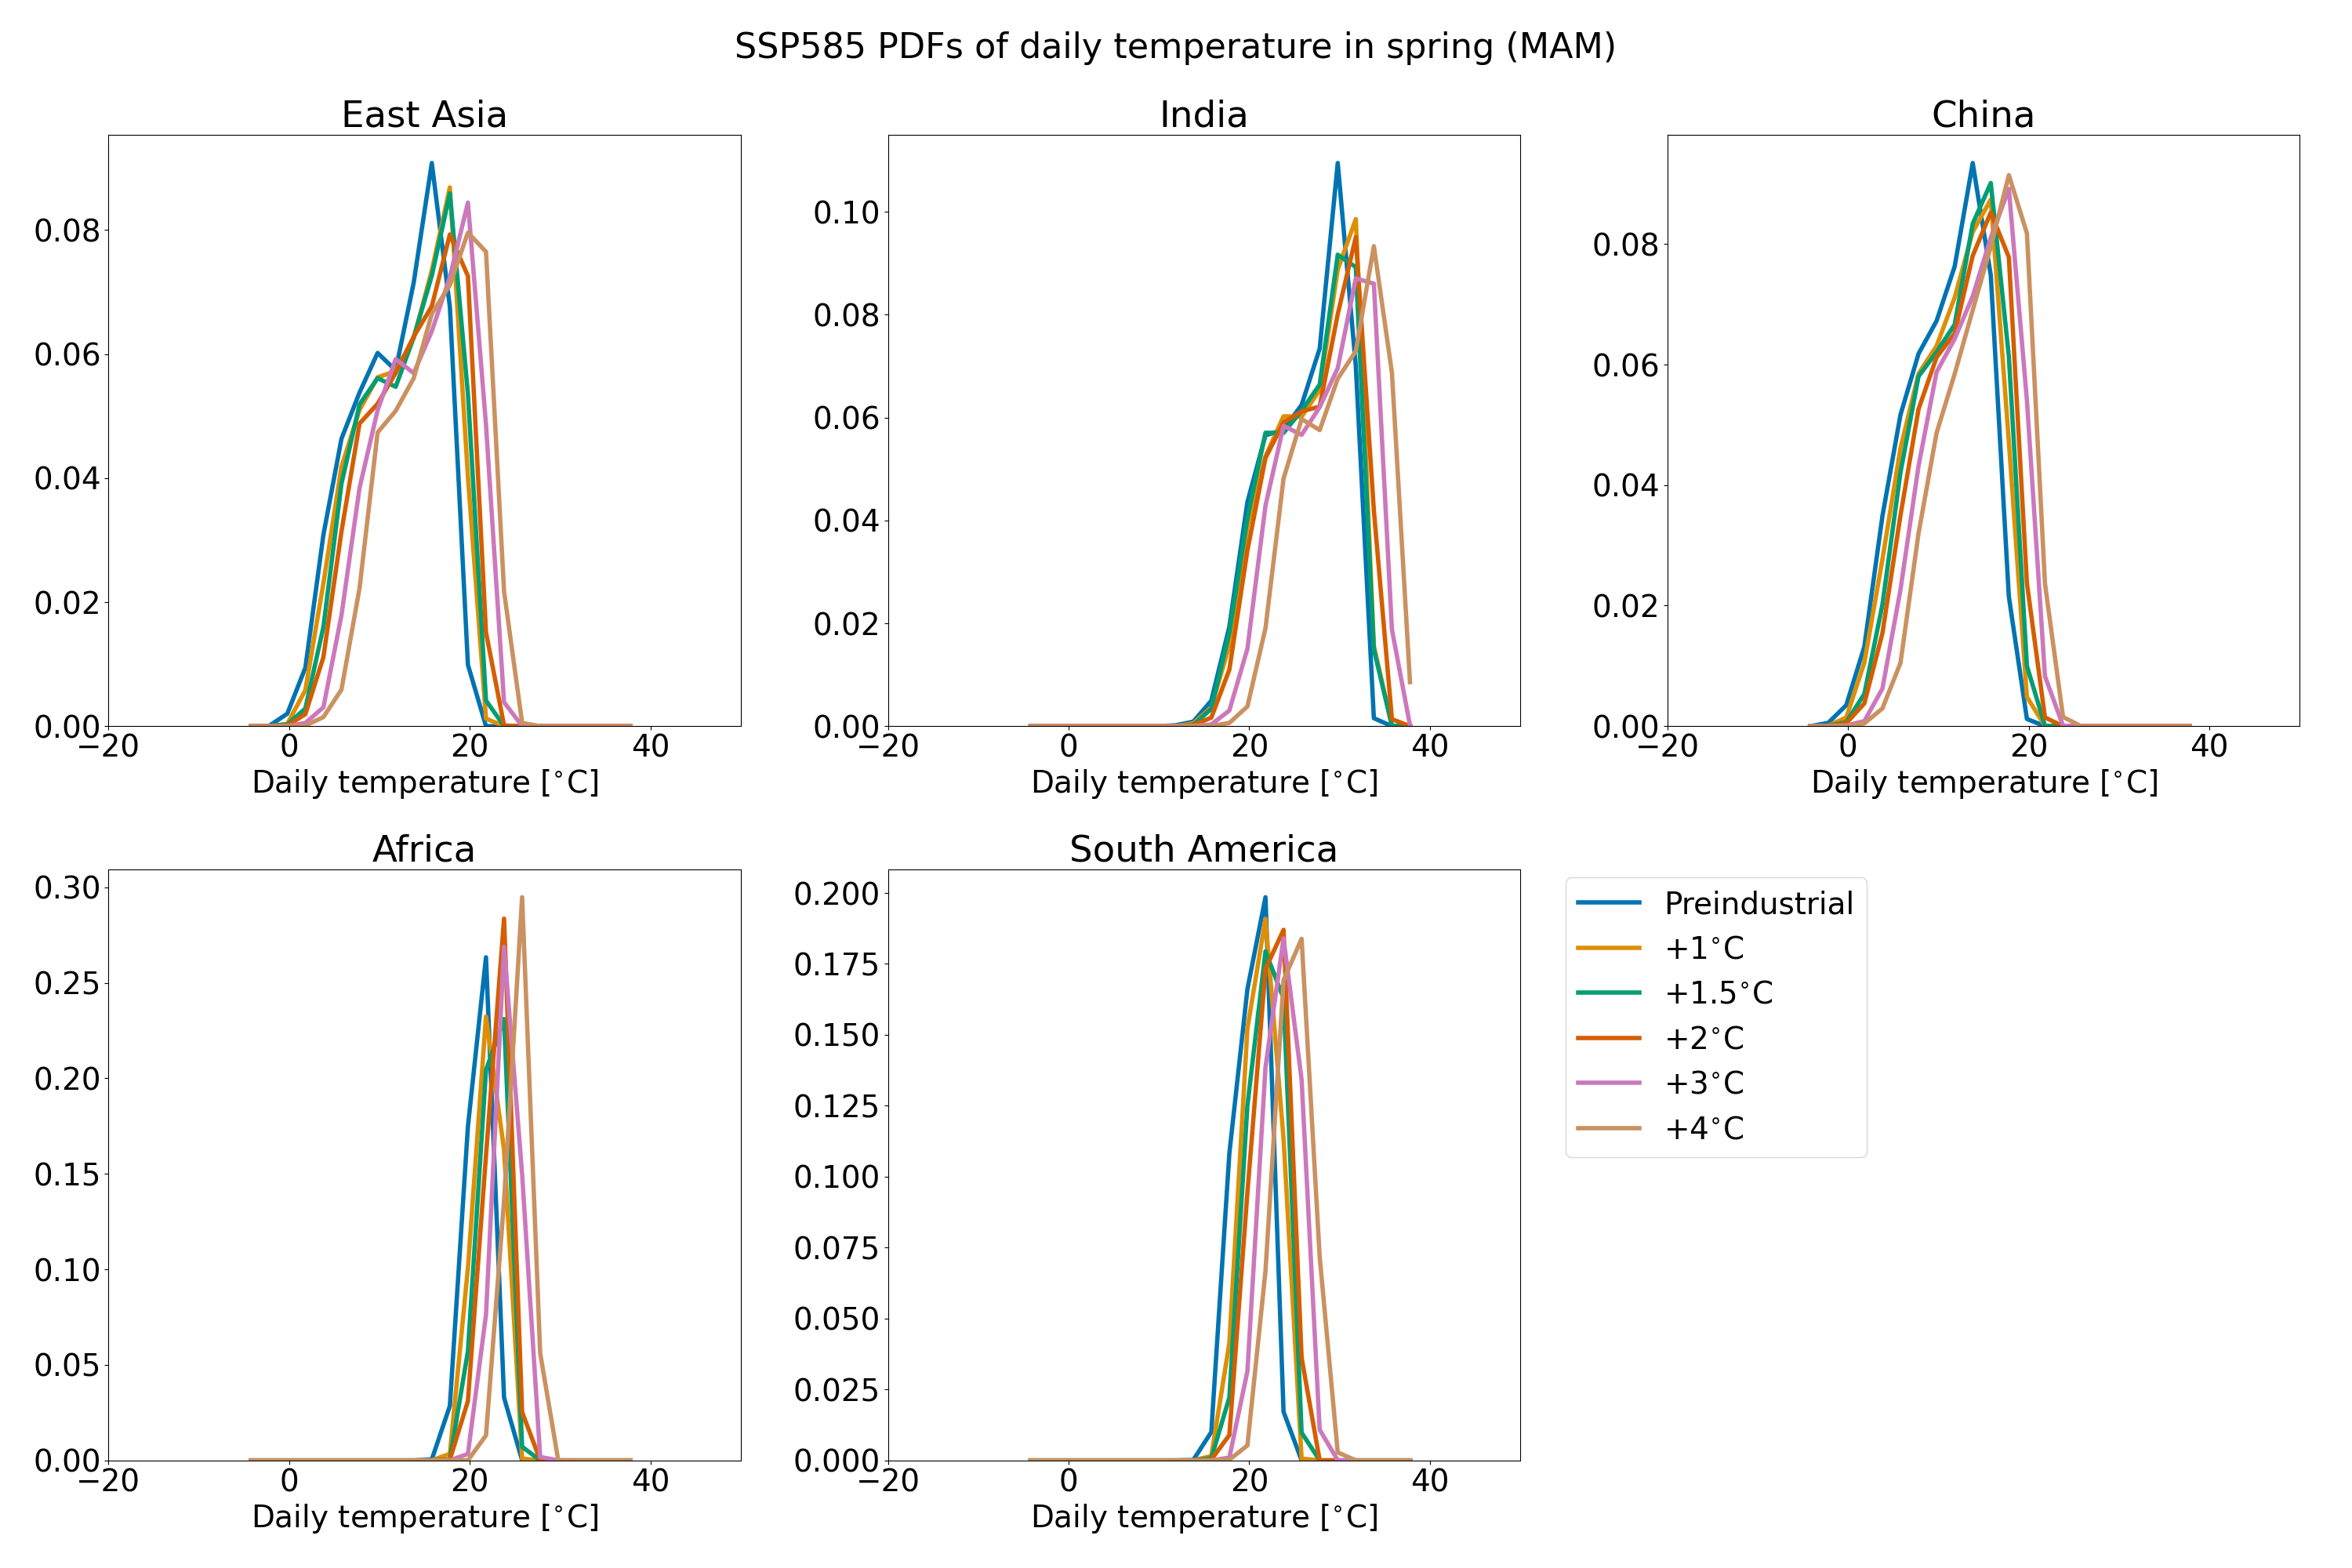 SSP585 PDFs of daily temperature in spring (MAM)
East Asia
0.08
0.06
0.04
0.02
0.00
−20 0 20 40
Daily temperature [°C]
India
0.10
0.08
0.06
0.04
0.02
0.00
−20 0 20 40
Daily temperature [°C]
China
0.08
0.06
0.04
0.02
0.00
−20 0 20 40
Daily temperature [°C]
Africa
0.30
0.25
0.20
0.15
0.10
0.05
0.00
−20 0 20 40
Daily temperature [°C]
South America
0.200
0.175
0.150
0.125
0.100
0.075
0.050
0.025
0.000
−20 0 20 40
Daily temperature [°C]
Preindustrial
+1°C
+1.5°C
+2°C
+3°C
+4°C